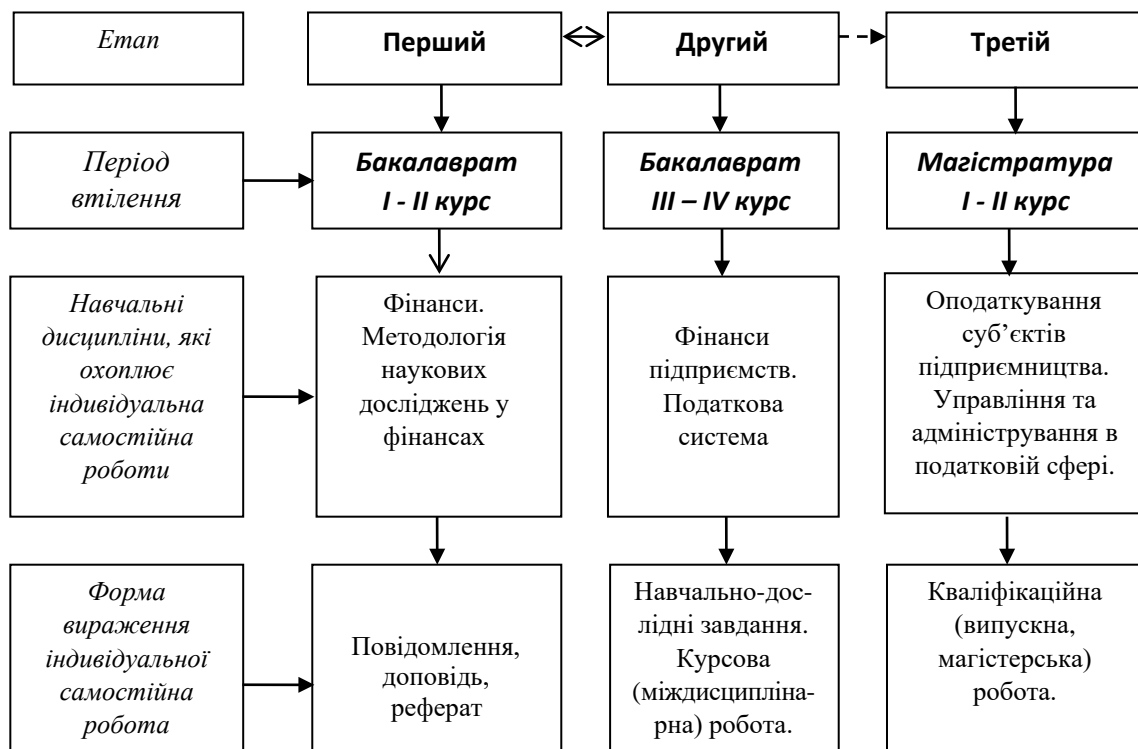 Етап
Перший
Другий
Третій
Період
втілення
Бакалаврат
I - II курс
Бакалаврат
III – IV курс
Магістратура
I - II курс
Навчальні
дисципліни, які
охоплює
індивідуальна
самостійна
роботи
Фінанси.
Методологія
наукових
досліджень у
фінансах
Фінанси
підприємств.
Податкова
система
Оподаткування
суб’єктів
підприємництва.
Управління та
адміністрування в
податковій сфері.
Форма
вираження
індивідуальної
самостійна
робота
Повідомлення,
доповідь,
реферат
Навчально-дос-
лідні завдання.
Курсова
(міждисципліна-
рна) робота.
Кваліфікаційна
(випускна,
магістерська)
робота.